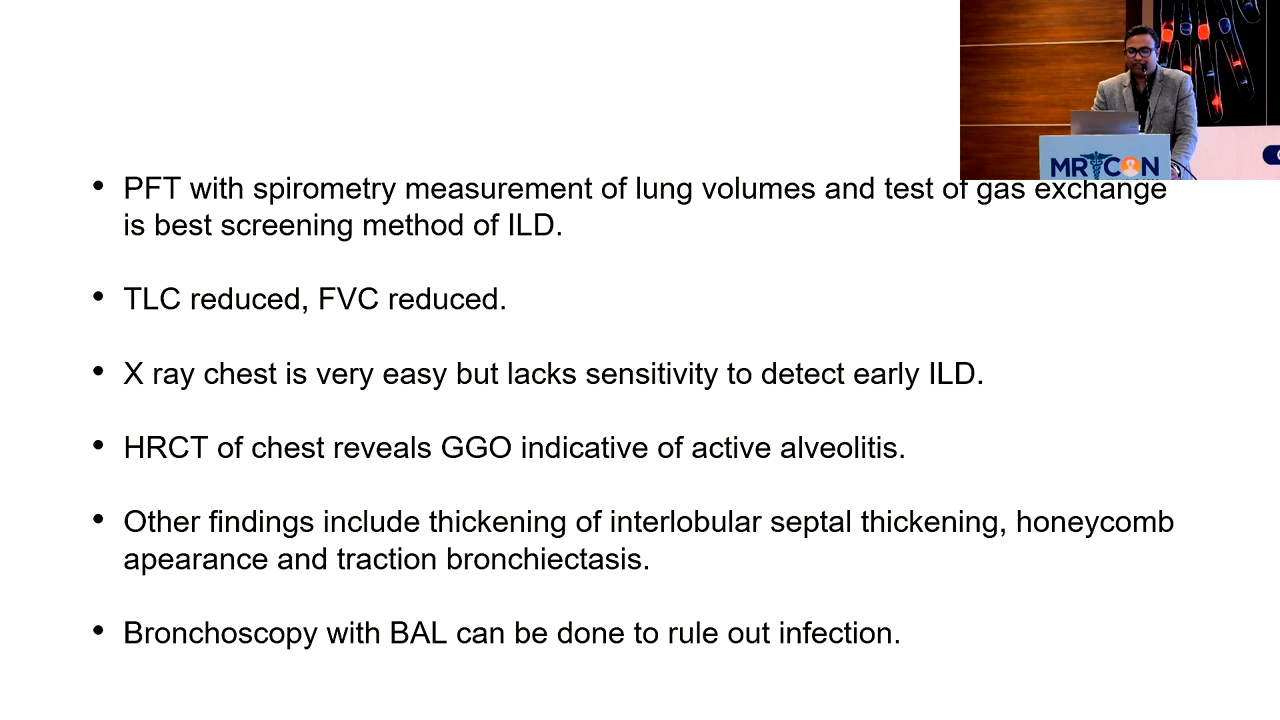 MRCON
• PFT with spirometry measurement of lung volumes and test of gas exchange
is best screening method of ILD.
• TLC reduced, FVC reduced.
• X ray chest is very easy but lacks sensitivity to detect early ILD.
• HRCT of chest reveals GGO indicative of active alveolitis.
• Other findings include thickening of interlobular septal thickening, honeycomb
apearance and traction bronchiectasis.
• Bronchoscopy with BAL can be done to rule out infection.